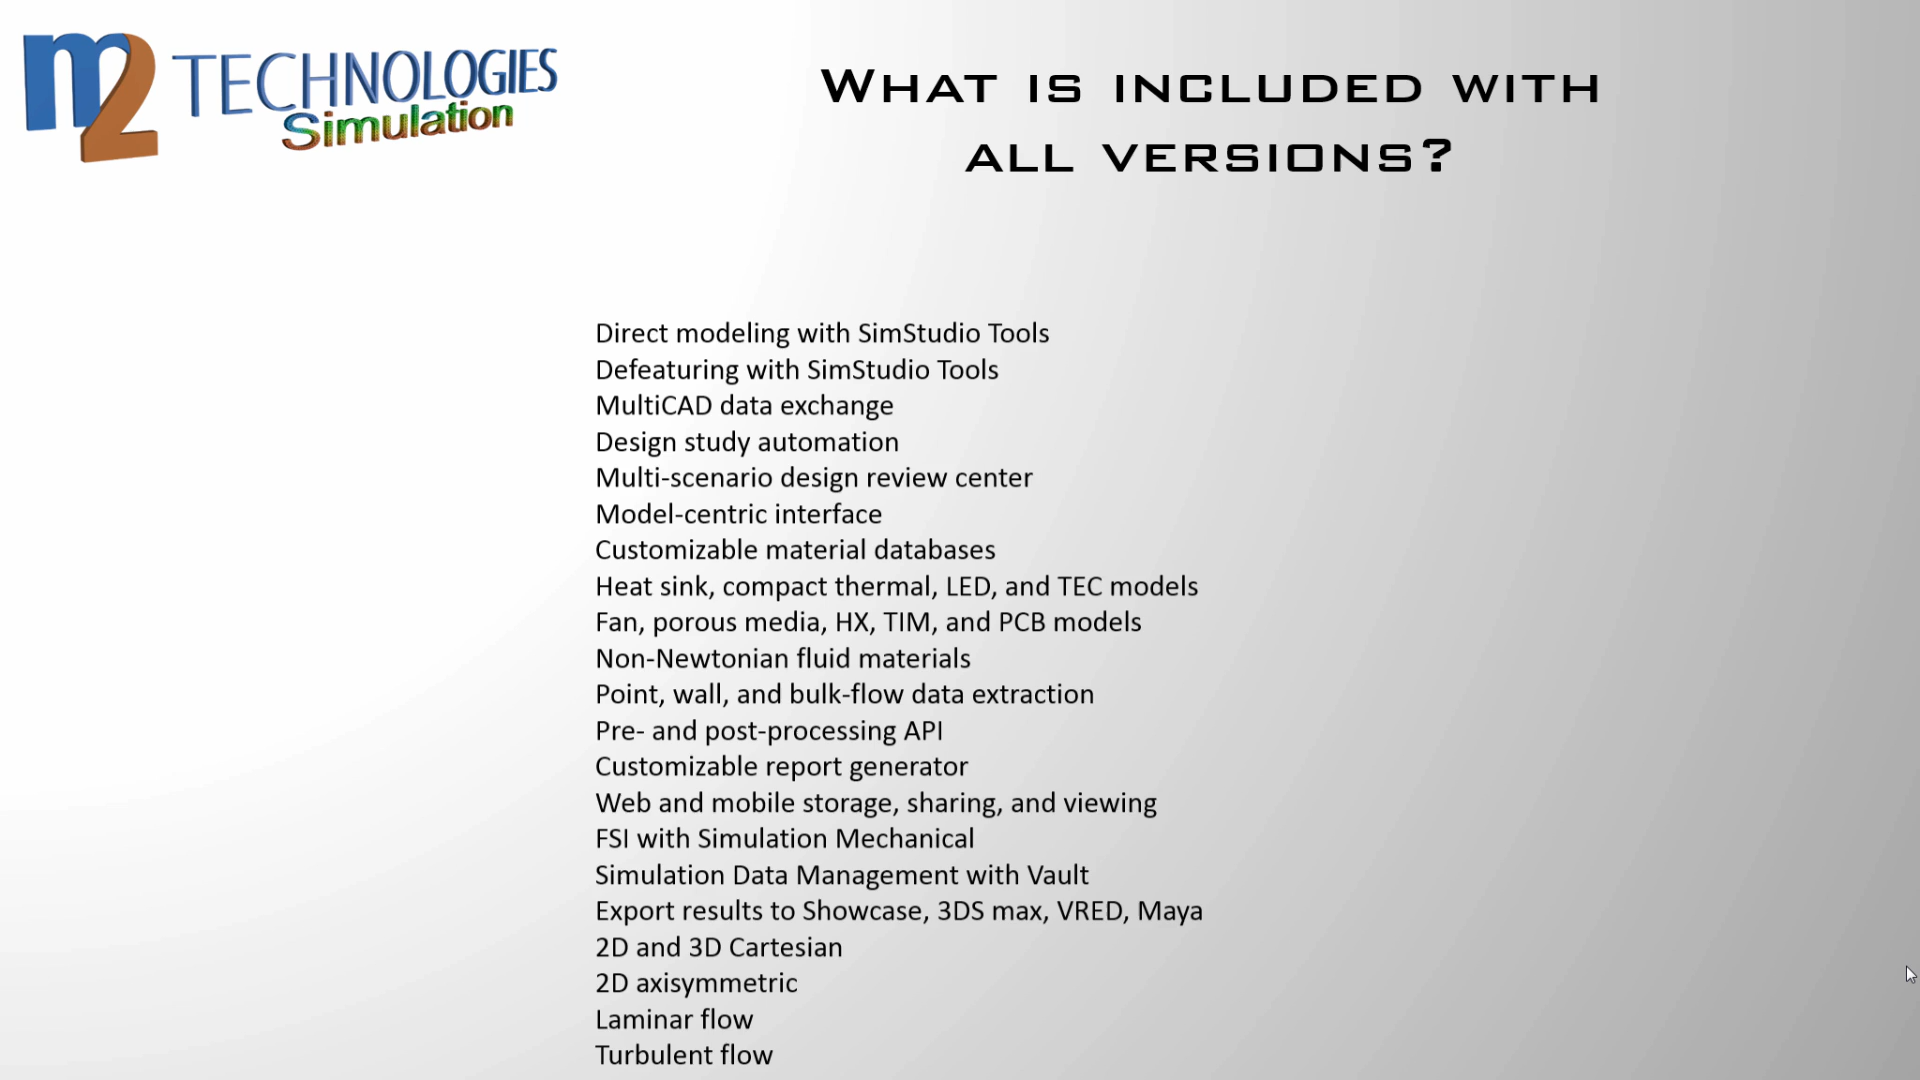 m2 TECHNOLOGIES
Simulation
WHAT IS INCLUDED WITH
ALL VERSIONS?
Direct modeling with SimStudio Tools
Defeaturing with SimStudio Tools
MultiCAD data exchange
Design study automation
Multi-scenario design review center
Model-centric interface
Customizable material databases
Heat sink, compact thermal, LED, and TEC models
Fan, porous media, HX, TIM, and PCB models
Non-Newtonian fluid materials
Point, wall, and bulk-flow data extraction
Pre- and post-processing API
Customizable report generator
Web and mobile storage, sharing, and viewing
FSI with Simulation Mechanical
Simulation Data Management with Vault
Export results to Showcase, 3DS max, VRED, Maya
2D and 3D Cartesian
2D axisymmetric
Laminar flow
Turbulent flow